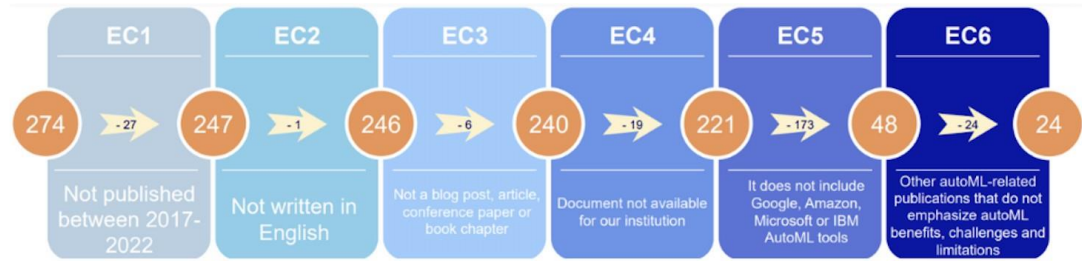 EC1
EC2
EC3
EC4
EC5
EC6
274
- 27
247
- 1
246
- 6
240
- 19
221
- 173
48
- 24
24
Not published
between 2017-
2022
Not written in
English
Not a blog post, article,
conference paper or
book chapter
Document not available
for our institution
It does not include
Google, Amazon,
Microsoft or IBM
AutoML tools
Other autoML-related
publications that do not
emphasize autoML
benefits, challenges and
limitations